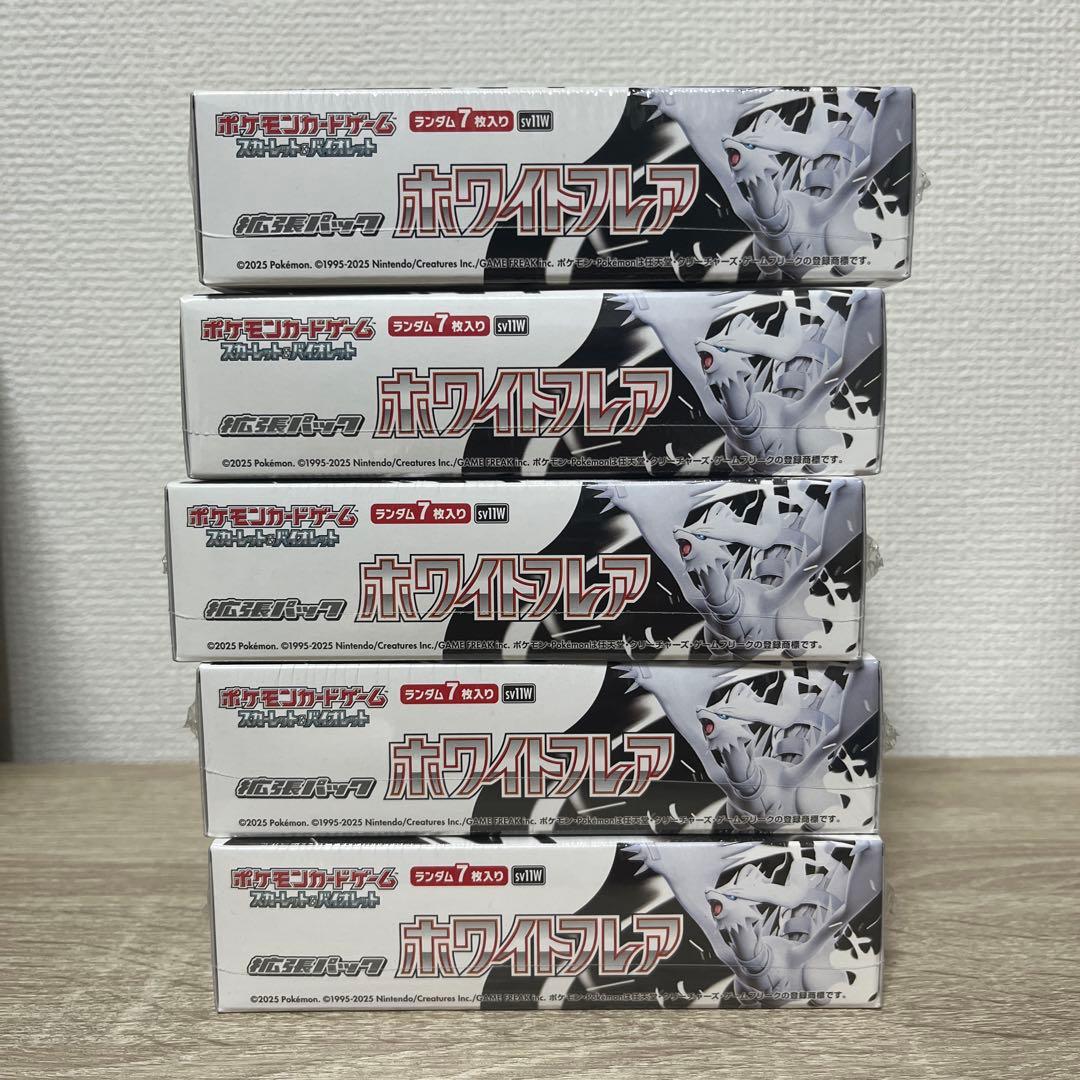 ポケモンカードゲーム ランダム7枚入り sv11W
スカーレット&バイオレット
拡張パック ホワイトフレア
©2025 Pokémon. ©1995-2025 Nintendo/Creatures Inc./GAME FREAK inc. ポケモン・Pokémonは任天堂・クリーチャーズ・ゲームフリークの登録商標です。
ポケモンカードゲーム ランダム7枚入り sv11W
スカーレット&バイオレット
拡張パック ホワイトフレア
©2025 Pokémon. ©1995-2025 Nintendo/Creatures Inc./GAME FREAK inc. ポケモン・Pokémonは任天堂・クリーチャーズ・ゲームフリークの登録商標です。
ポケモンカードゲーム ランダム7枚入り sv11W
スカーレット&バイオレット
拡張パック ホワイトフレア
©2025 Pokémon. ©1995-2025 Nintendo/Creatures Inc./GAME FREAK inc. ポケモン・Pokémonは任天堂・クリーチャーズ・ゲームフリークの登録商標です。
ポケモンカードゲーム ランダム7枚入り sv11W
スカーレット&バイオレット
拡張パック ホワイトフレア
©2025 Pokémon. ©1995-2025 Nintendo/Creatures Inc./GAME FREAK inc. ポケモン・Pokémonは任天堂・クリーチャーズ・ゲームフリークの登録商標です。
ポケモンカードゲーム ランダム7枚入り sv11W
スカーレット&バイオレット
拡張パック ホワイトフレア
©2025 Pokémon. ©1995-2025 Nintendo/Creatures Inc./GAME FREAK inc. ポケモン・Pokémonは任天堂・クリーチャーズ・ゲームフリークの登録商標です。